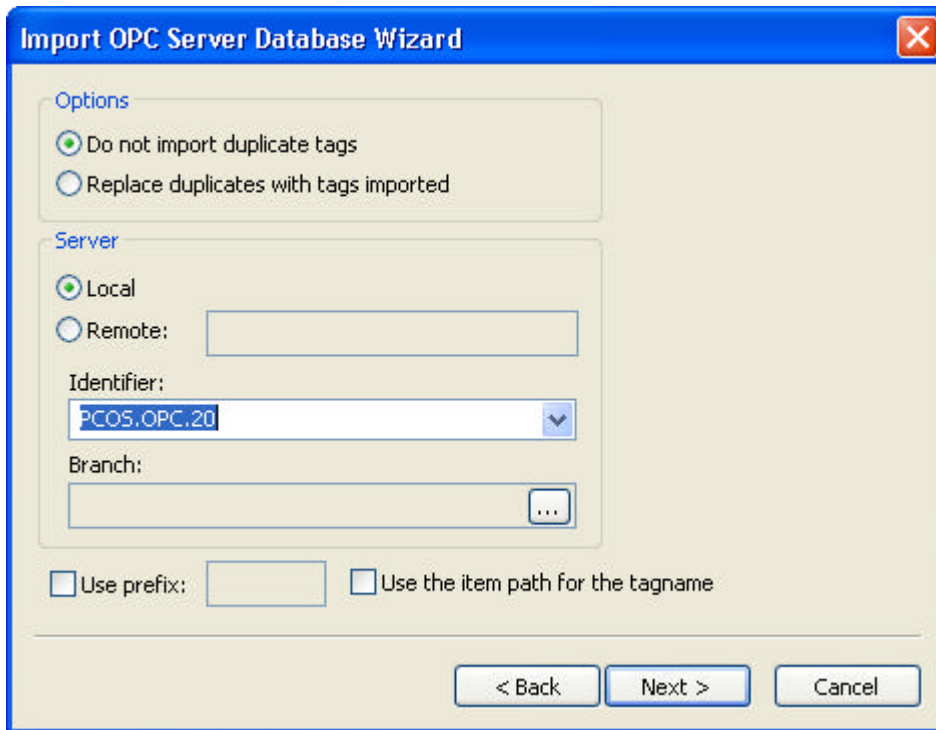 Import OPC Server Database Wizard
Options
Do not import duplicate tags
Replace duplicates with tags imported
Server
Local
Remote:
Identifier:
PCOS.OPC.20
Branch:
...
Use prefix: Use the item path for the tagname
< Back Next > Cancel